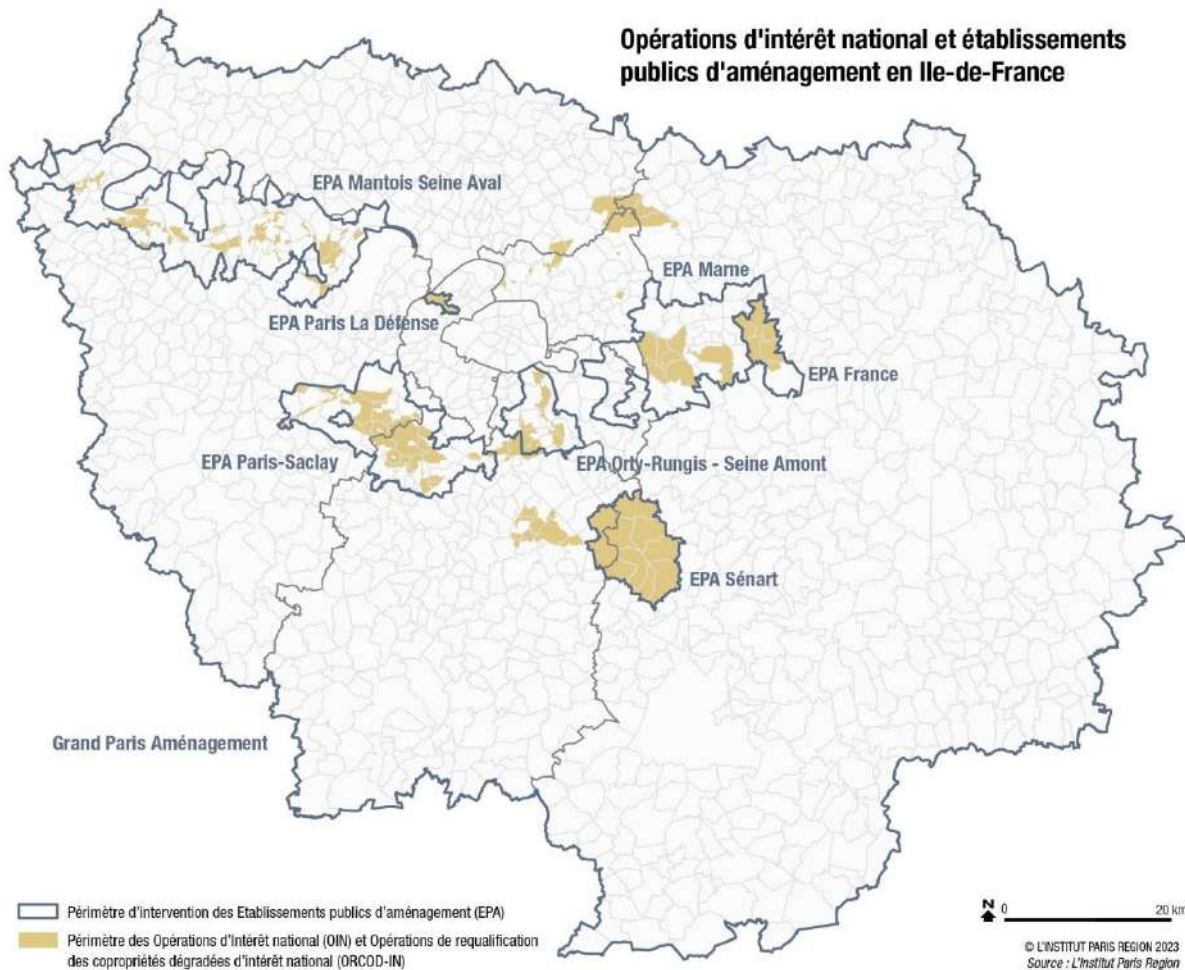 Opérations d'intérêt national et établissements
publics d'aménagement en Ile-de-France
EPA Mantois Seine Aval
EPA Marne
EPA Paris La Défense
EPA France
EPA Paris-Saclay
EPA Orty-Rungis - Seine Amont
EPA Sénart
Grand Paris Aménagement
Périmètre d'intervention des Etablissements publics d'aménagement (EPA)
Périmètre des Opérations d'Intérêt national (OIN) et Opérations de requalification
des copropriétés dégradées d'intérêt national (ORCOD-IN)
N 0 20 km
© L'INSTITUT PARIS REGION 2023
Source : L'Institut Paris Region